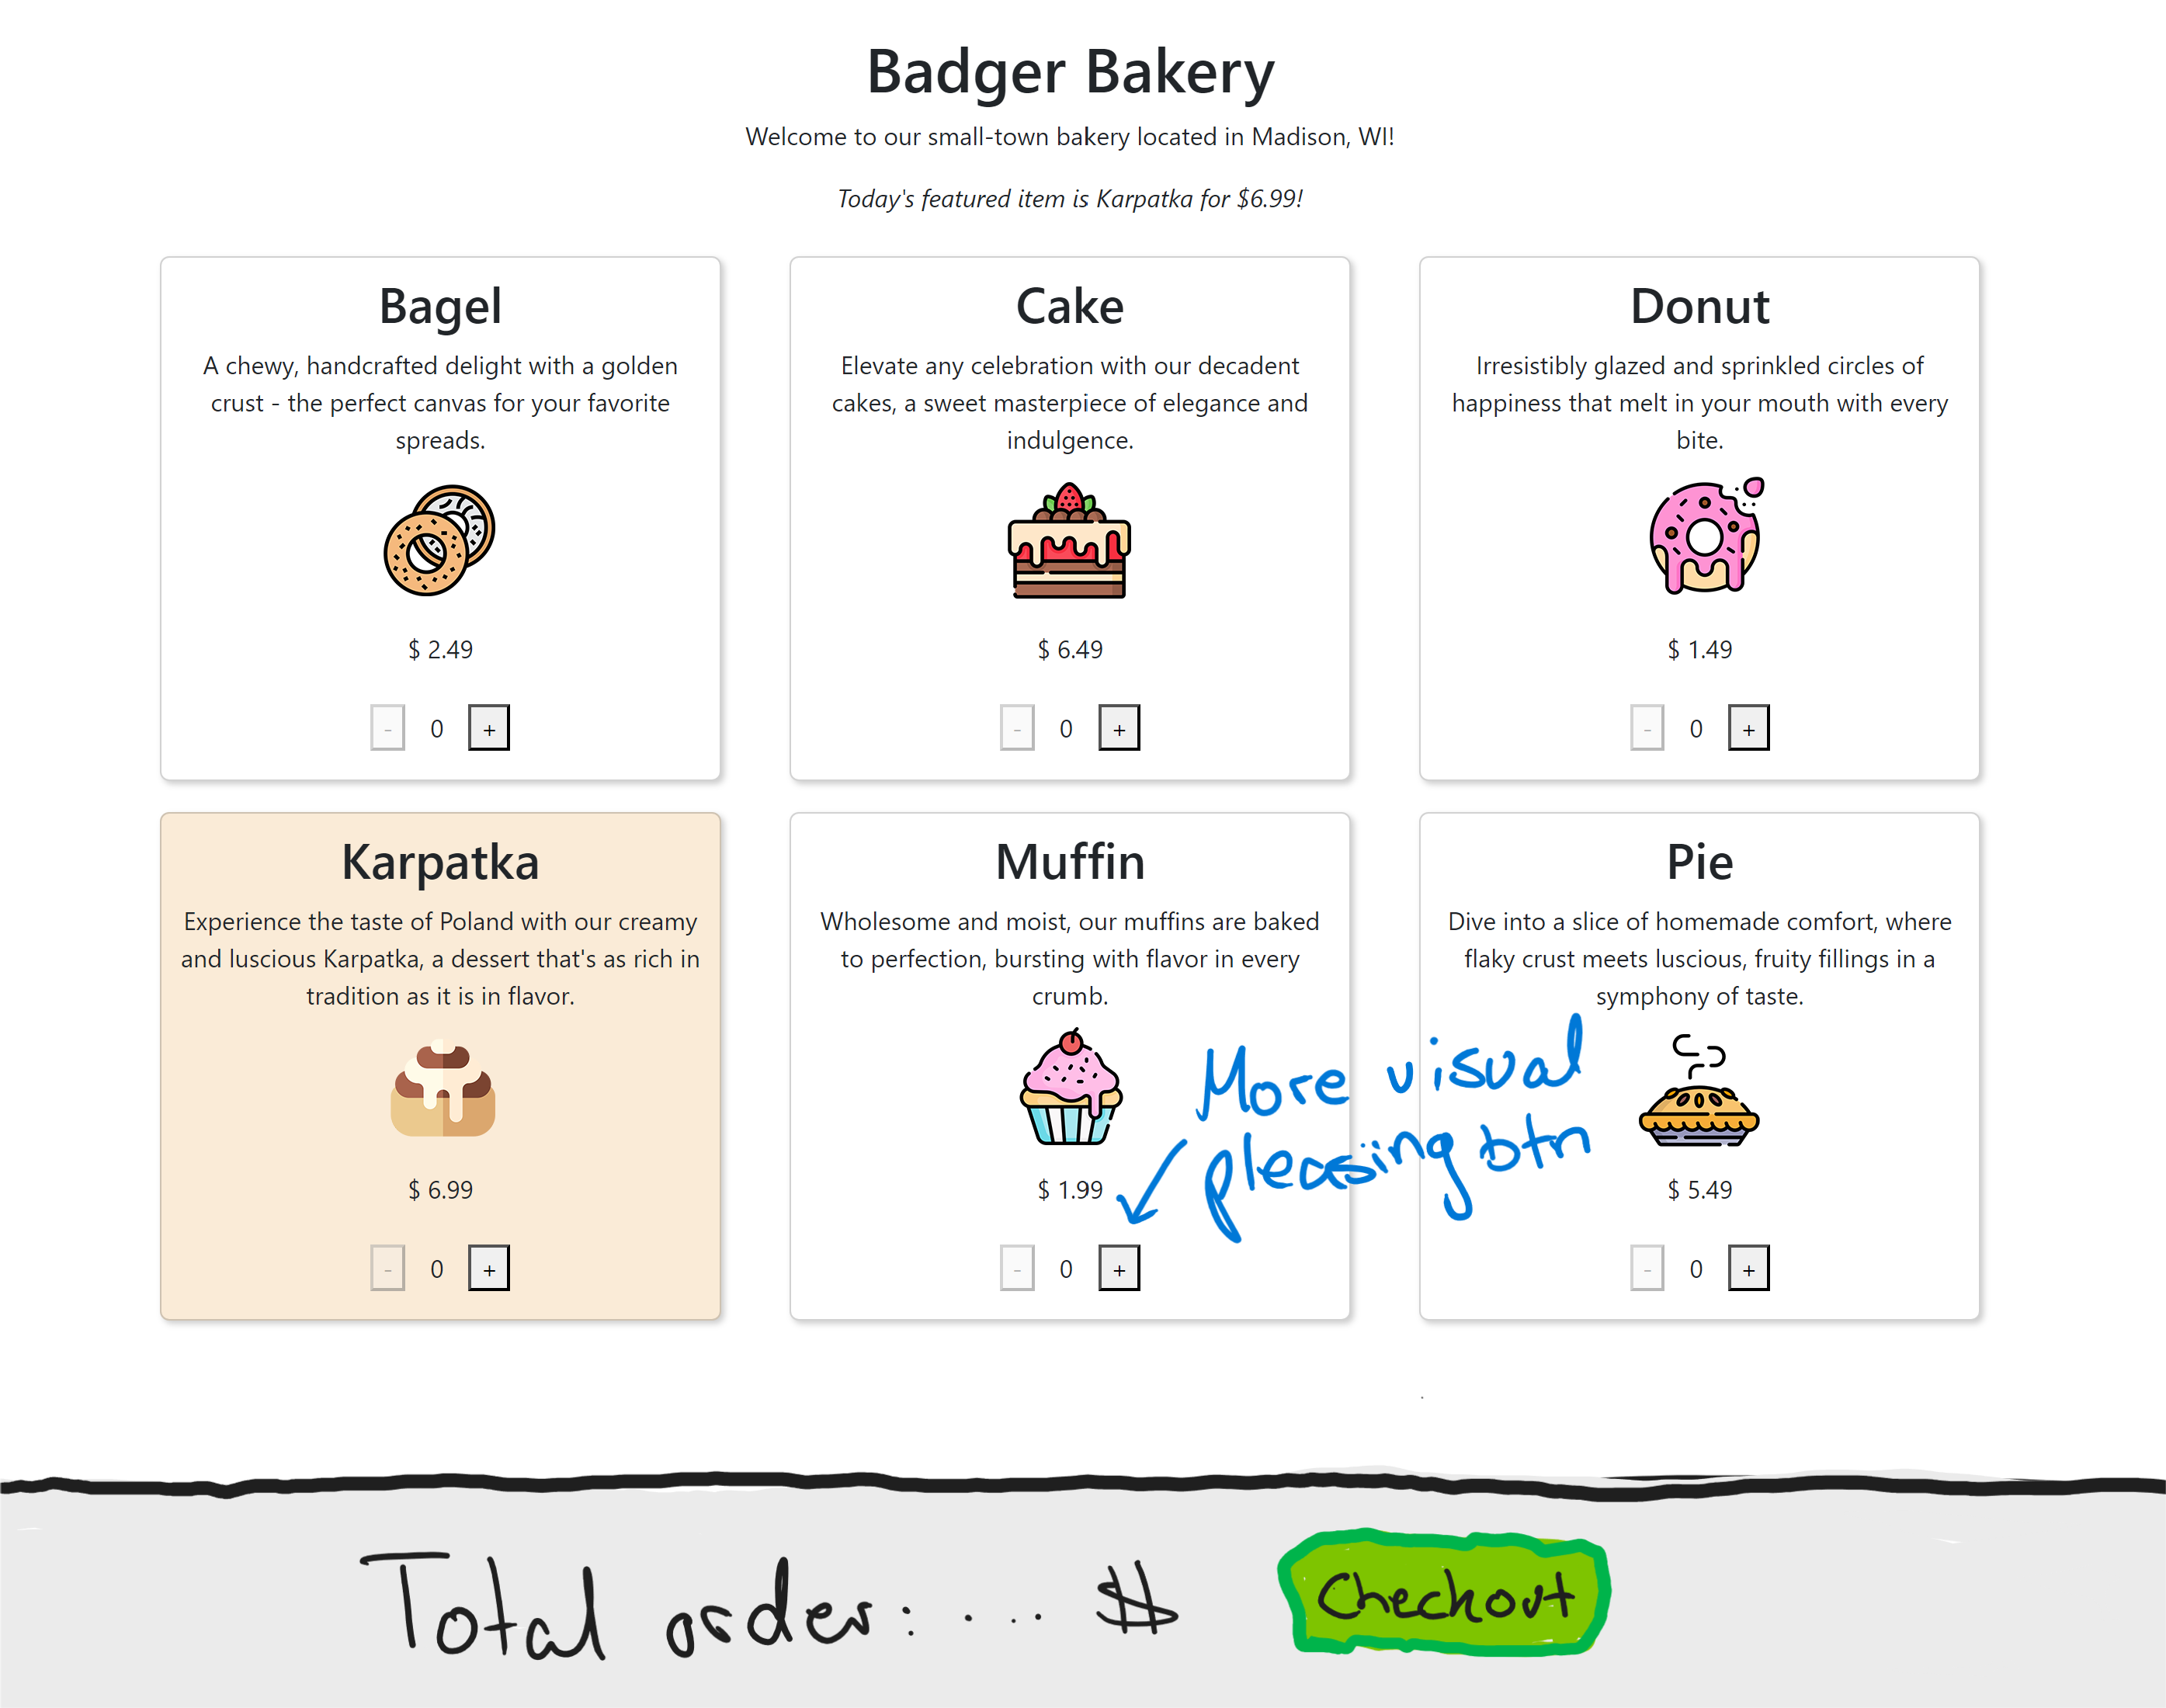 Badger Bakery
Welcome to our small-town bakery located in Madison, WI!
Today's featured item is Karpatka for $6.99!
Bagel
A chewy, handcrafted delight with a golden
crust - the perfect canvas for your favorite
spreads.
$ 2.49
- 0 +
Cake
Elevate any celebration with our decadent
cakes, a sweet masterpiece of elegance and
indulgence.
$ 6.49
- 0 +
Donut
Irresistibly glazed and sprinkled circles of
happiness that melt in your mouth with every
bite.
$ 1.49
- 0 +
Karpatka
Experience the taste of Poland with our creamy
and luscious Karpatka, a dessert that's as rich in
tradition as it is in flavor.
$ 6.99
- 0 +
Muffin
Wholesome and moist, our muffins are baked
to perfection, bursting with flavor in every
crumb.
$ 1.99
- 0 +
Pie
Dive into a slice of homemade comfort, where
flaky crust meets luscious, fruity fillings in a
symphony of taste.
$ 5.49
- 0 +
More visual
pleasing btn
Total order: ... $
Checkout